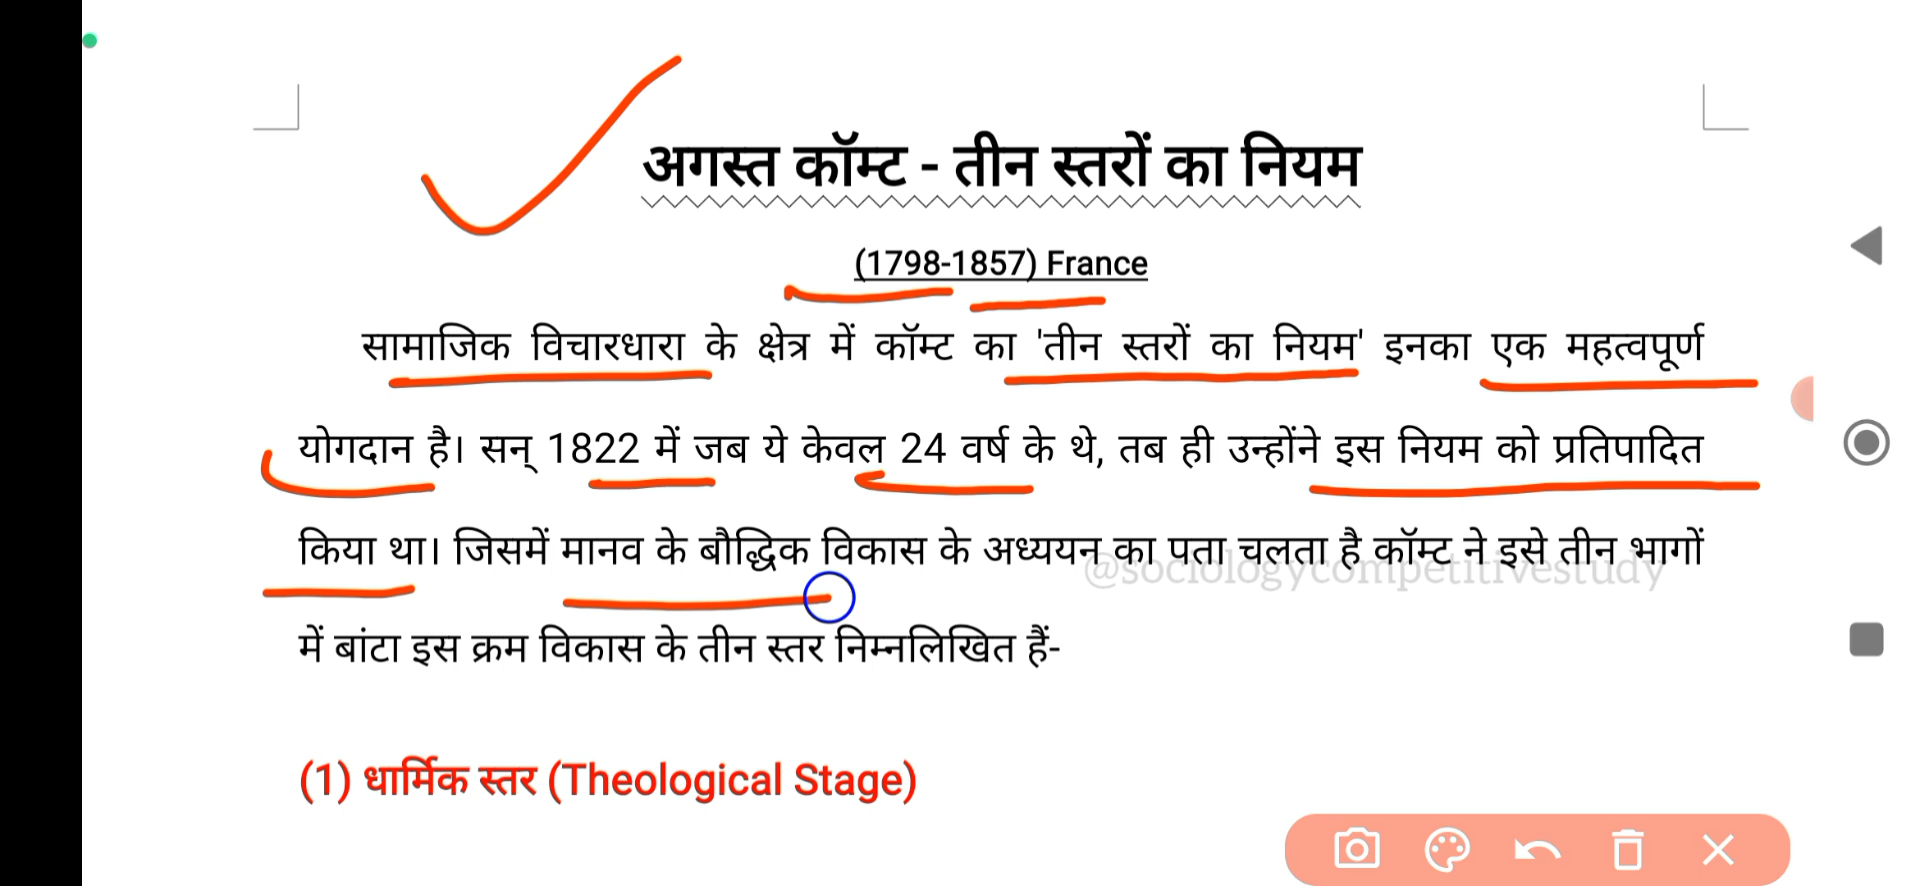 अगस्त कॉम्ट - तीन स्तरों का नियम
(1798-1857) France
सामाजिक विचारधारा के क्षेत्र में कॉम्ट का 'तीन स्तरों का नियम' इनका एक महत्वपूर्ण
योगदान है। सन् 1822 में जब ये केवल 24 वर्ष के थे, तब ही उन्होंने इस नियम को प्रतिपादित
किया था। जिसमें मानव के बौद्धिक विकास के अध्ययन का पता चलता है कॉम्ट ने इसे तीन भागों
@sociologycompetitivestudy
में बांटा इस क्रम विकास के तीन स्तर निम्नलिखित हैं-
(1) धार्मिक स्तर (Theological Stage)